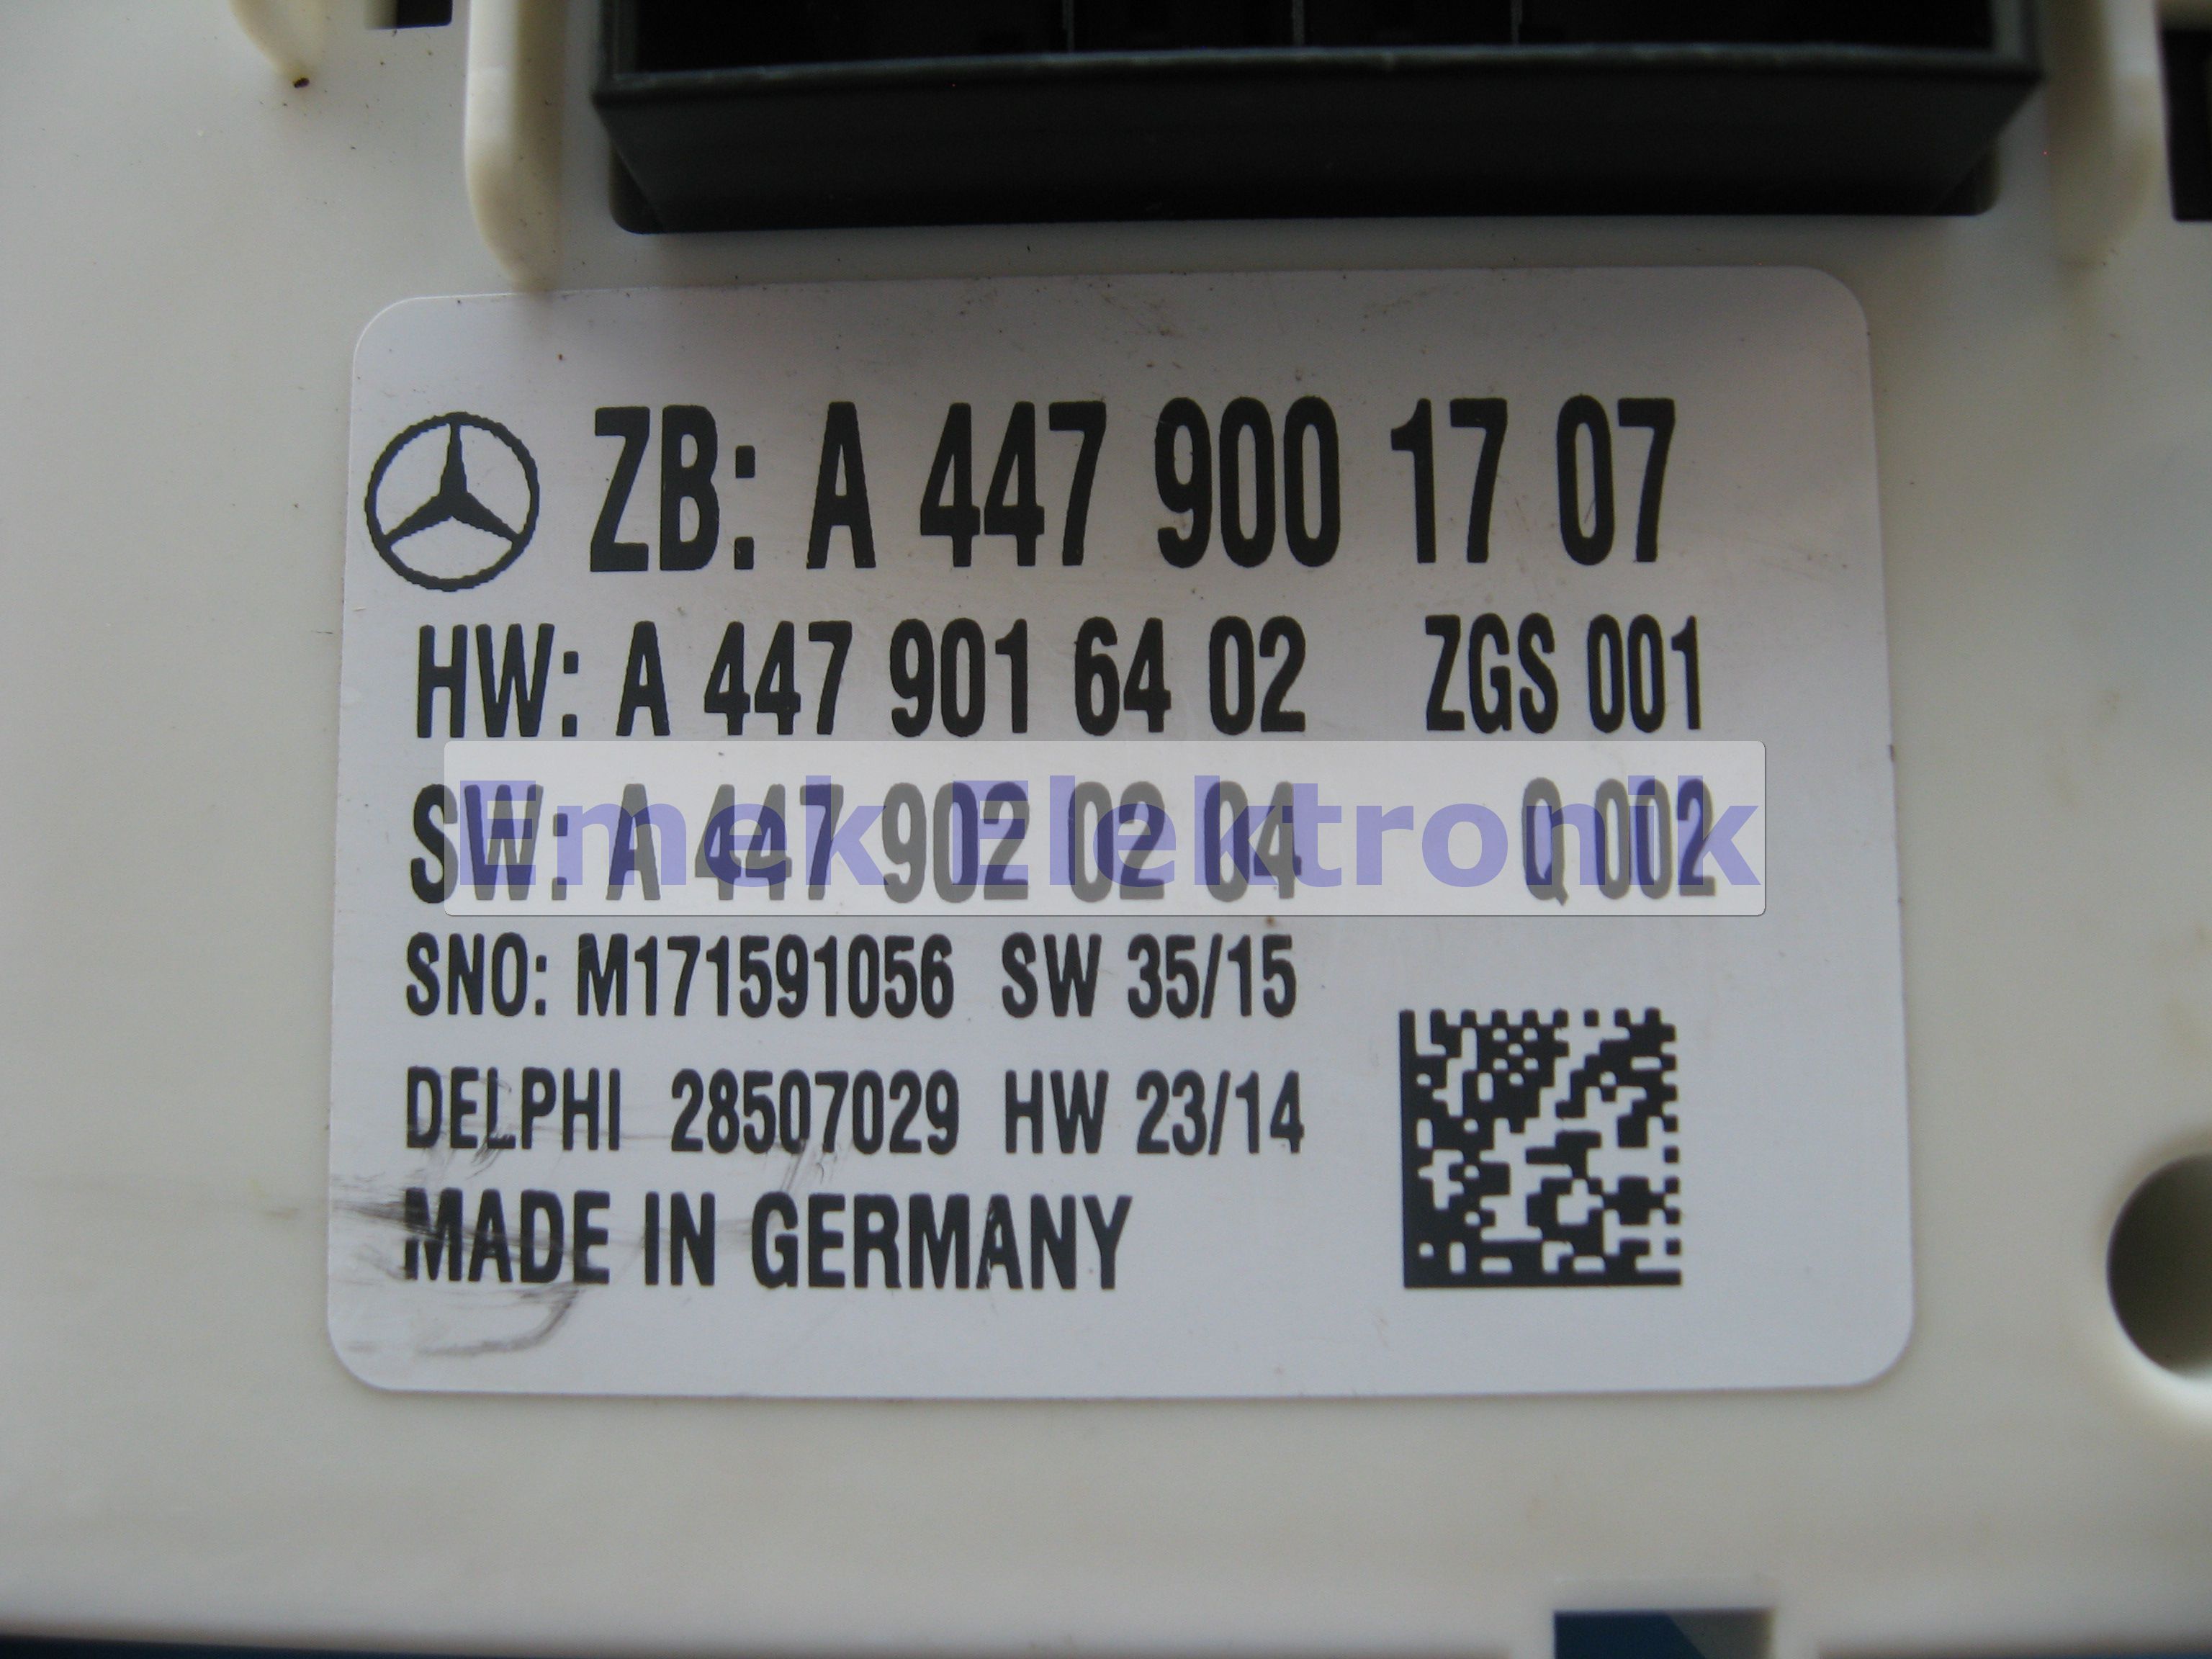 ZB: A 447 900 17 07
HW: A 447 901 64 02 ZGS 001
SW: A 447 902 02 04 Q 002
Emek Elektronik
SNO: M171591056 SW 35/15
DELPHI 28507029 HW 23/14
MADE IN GERMANY